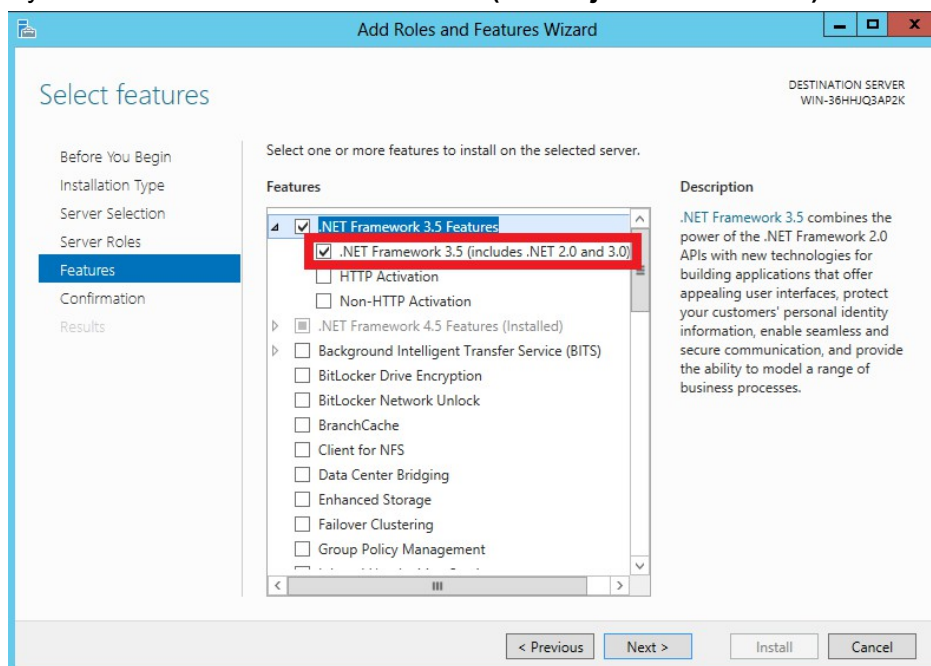 Add Roles and Features Wizard
Select features
DESTINATION SERVER
WIN-36HHJQ3AP2K
Before You Begin
Installation Type
Server Selection
Server Roles
Features
Confirmation
Results
Select one or more features to install on the selected server.
Features
.NET Framework 3.5 Features
.NET Framework 3.5 (includes .NET 2.0 and 3.0)
HTTP Activation
Non-HTTP Activation
.NET Framework 4.5 Features (Installed)
Background Intelligent Transfer Service (BITS)
BitLocker Drive Encryption
BitLocker Network Unlock
BranchCache
Client for NFS
Data Center Bridging
Enhanced Storage
Failover Clustering
Group Policy Management
Description
.NET Framework 3.5 combines the
power of the .NET Framework 2.0
APIs with new technologies for
building applications that offer
appealing user interfaces, protect
your customers' personal identity
information, enable seamless and
secure communication, and provide
the ability to model a range of
business processes.
< Previous
Next >
Install
Cancel